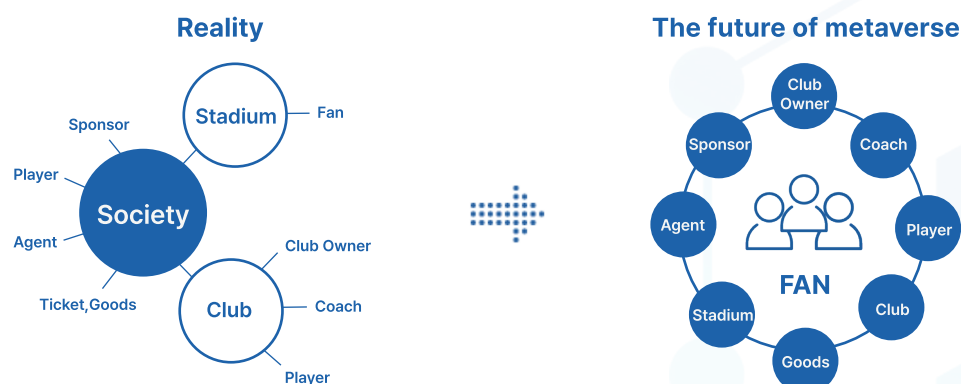 Reality
Stadium
Fan
Sponsor
Player
Society
Agent
Ticket,Goods
Club Owner
Club
Coach
Player
The future of metaverse
Club
Owner
Sponsor
Coach
Agent
Player
FAN
Stadium
Club
Goods